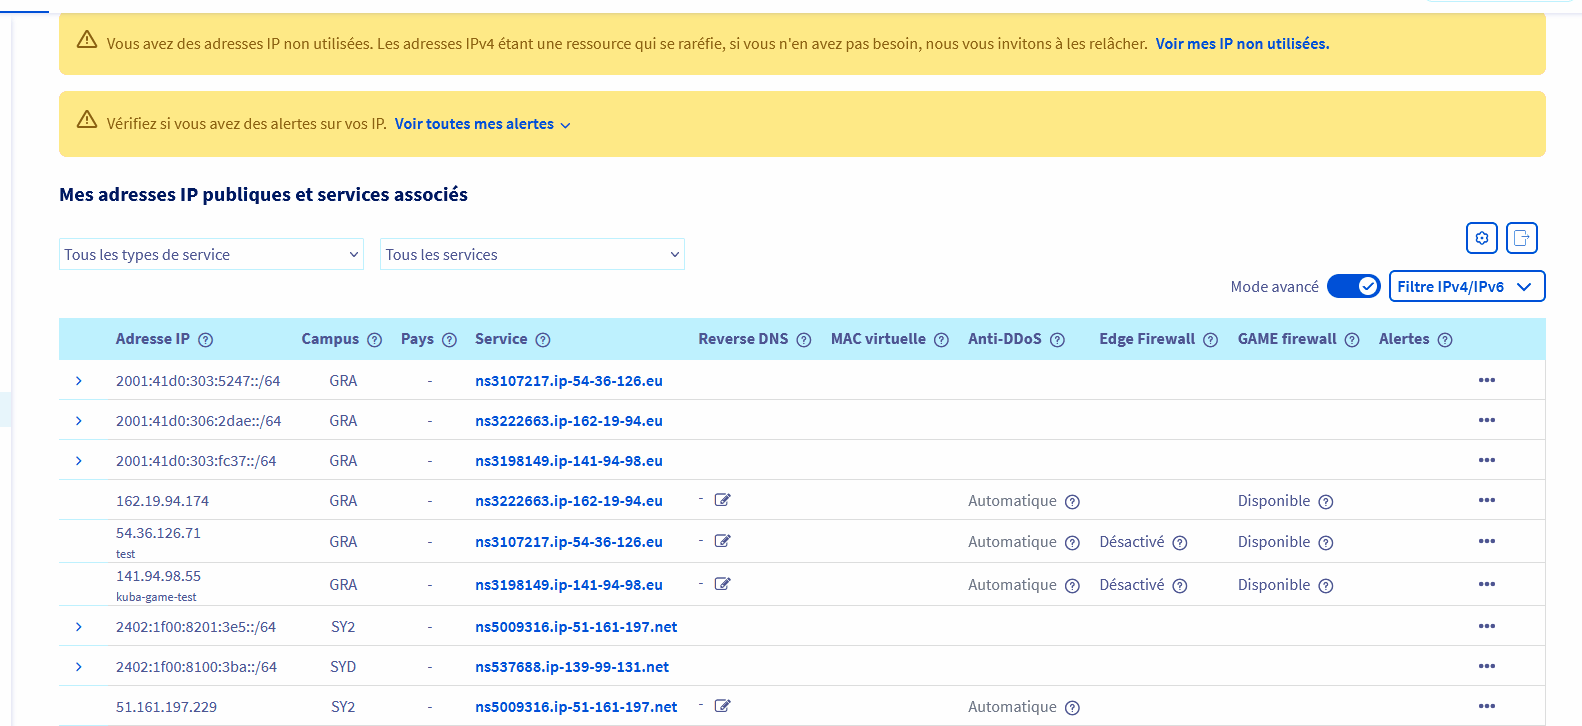 Vous avez des adresses IP non utilisées. Les adresses IPv4 étant une ressource qui se raréfie, si vous n'en avez pas besoin, nous vous invitons à les relâcher. Voir mes IP non utilisées.
Vérifiez si vous avez des alertes sur vos IP. Voir toutes mes alertes
Mes adresses IP publiques et services associés
Tous les types de service Tous les services
Mode avancé Filtre IPv4/IPv6
Adresse IP Campus Pays Service Reverse DNS MAC virtuelle Anti-DDoS Edge Firewall GAME firewall Alertes
2001:41d0:303:5247::/64 GRA - ns3107217.ip-54-36-126.eu
2001:41d0:306:2dae::/64 GRA - ns3222663.ip-162-19-94.eu
2001:41d0:303:fc37::/64 GRA - ns3198149.ip-141-94-98.eu
162.19.94.174 GRA - ns3222663.ip-162-19-94.eu - Automatique Disponible
54.36.126.71 GRA - ns3107217.ip-54-36-126.eu - Automatique Désactivé Disponible
test
141.94.98.55 GRA - ns3198149.ip-141-94-98.eu - Automatique Désactivé Disponible
kuba-game-test
2402:1f00:8201:3e5::/64 SY2 - ns5009316.ip-51-161-197.net
2402:1f00:8100:3ba::/64 SYD - ns537688.ip-139-99-131.net
51.161.197.229 SY2 - ns5009316.ip-51-161-197.net - Automatique